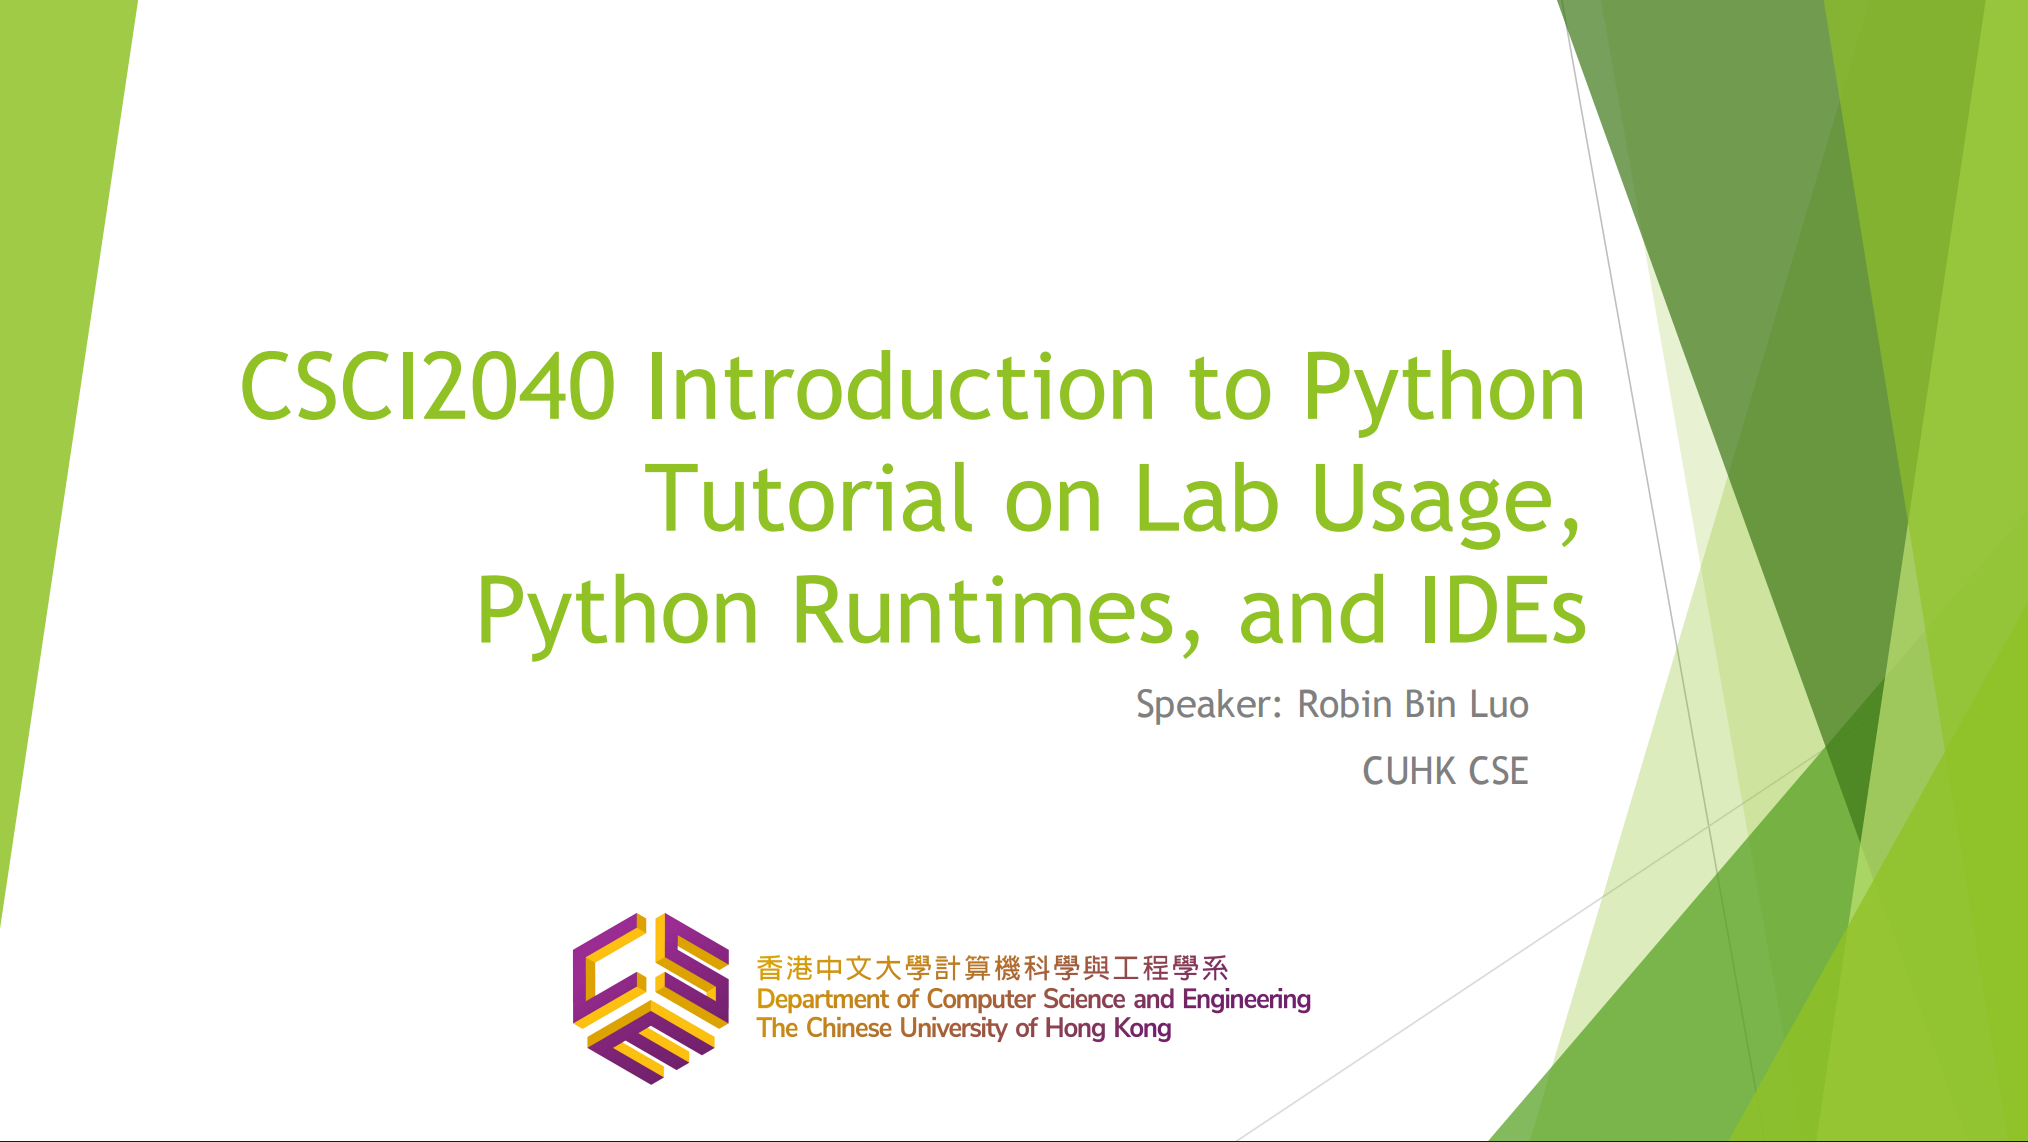 CSCI2040 Introduction to Python
Tutorial on Lab Usage,
Python Runtimes, and IDEs
Speaker: Robin Bin Luo
CUHK CSE
CSE
香港中文大學計算機科學與工程學系
Department of Computer Science and Engineering
The Chinese University of Hong Kong